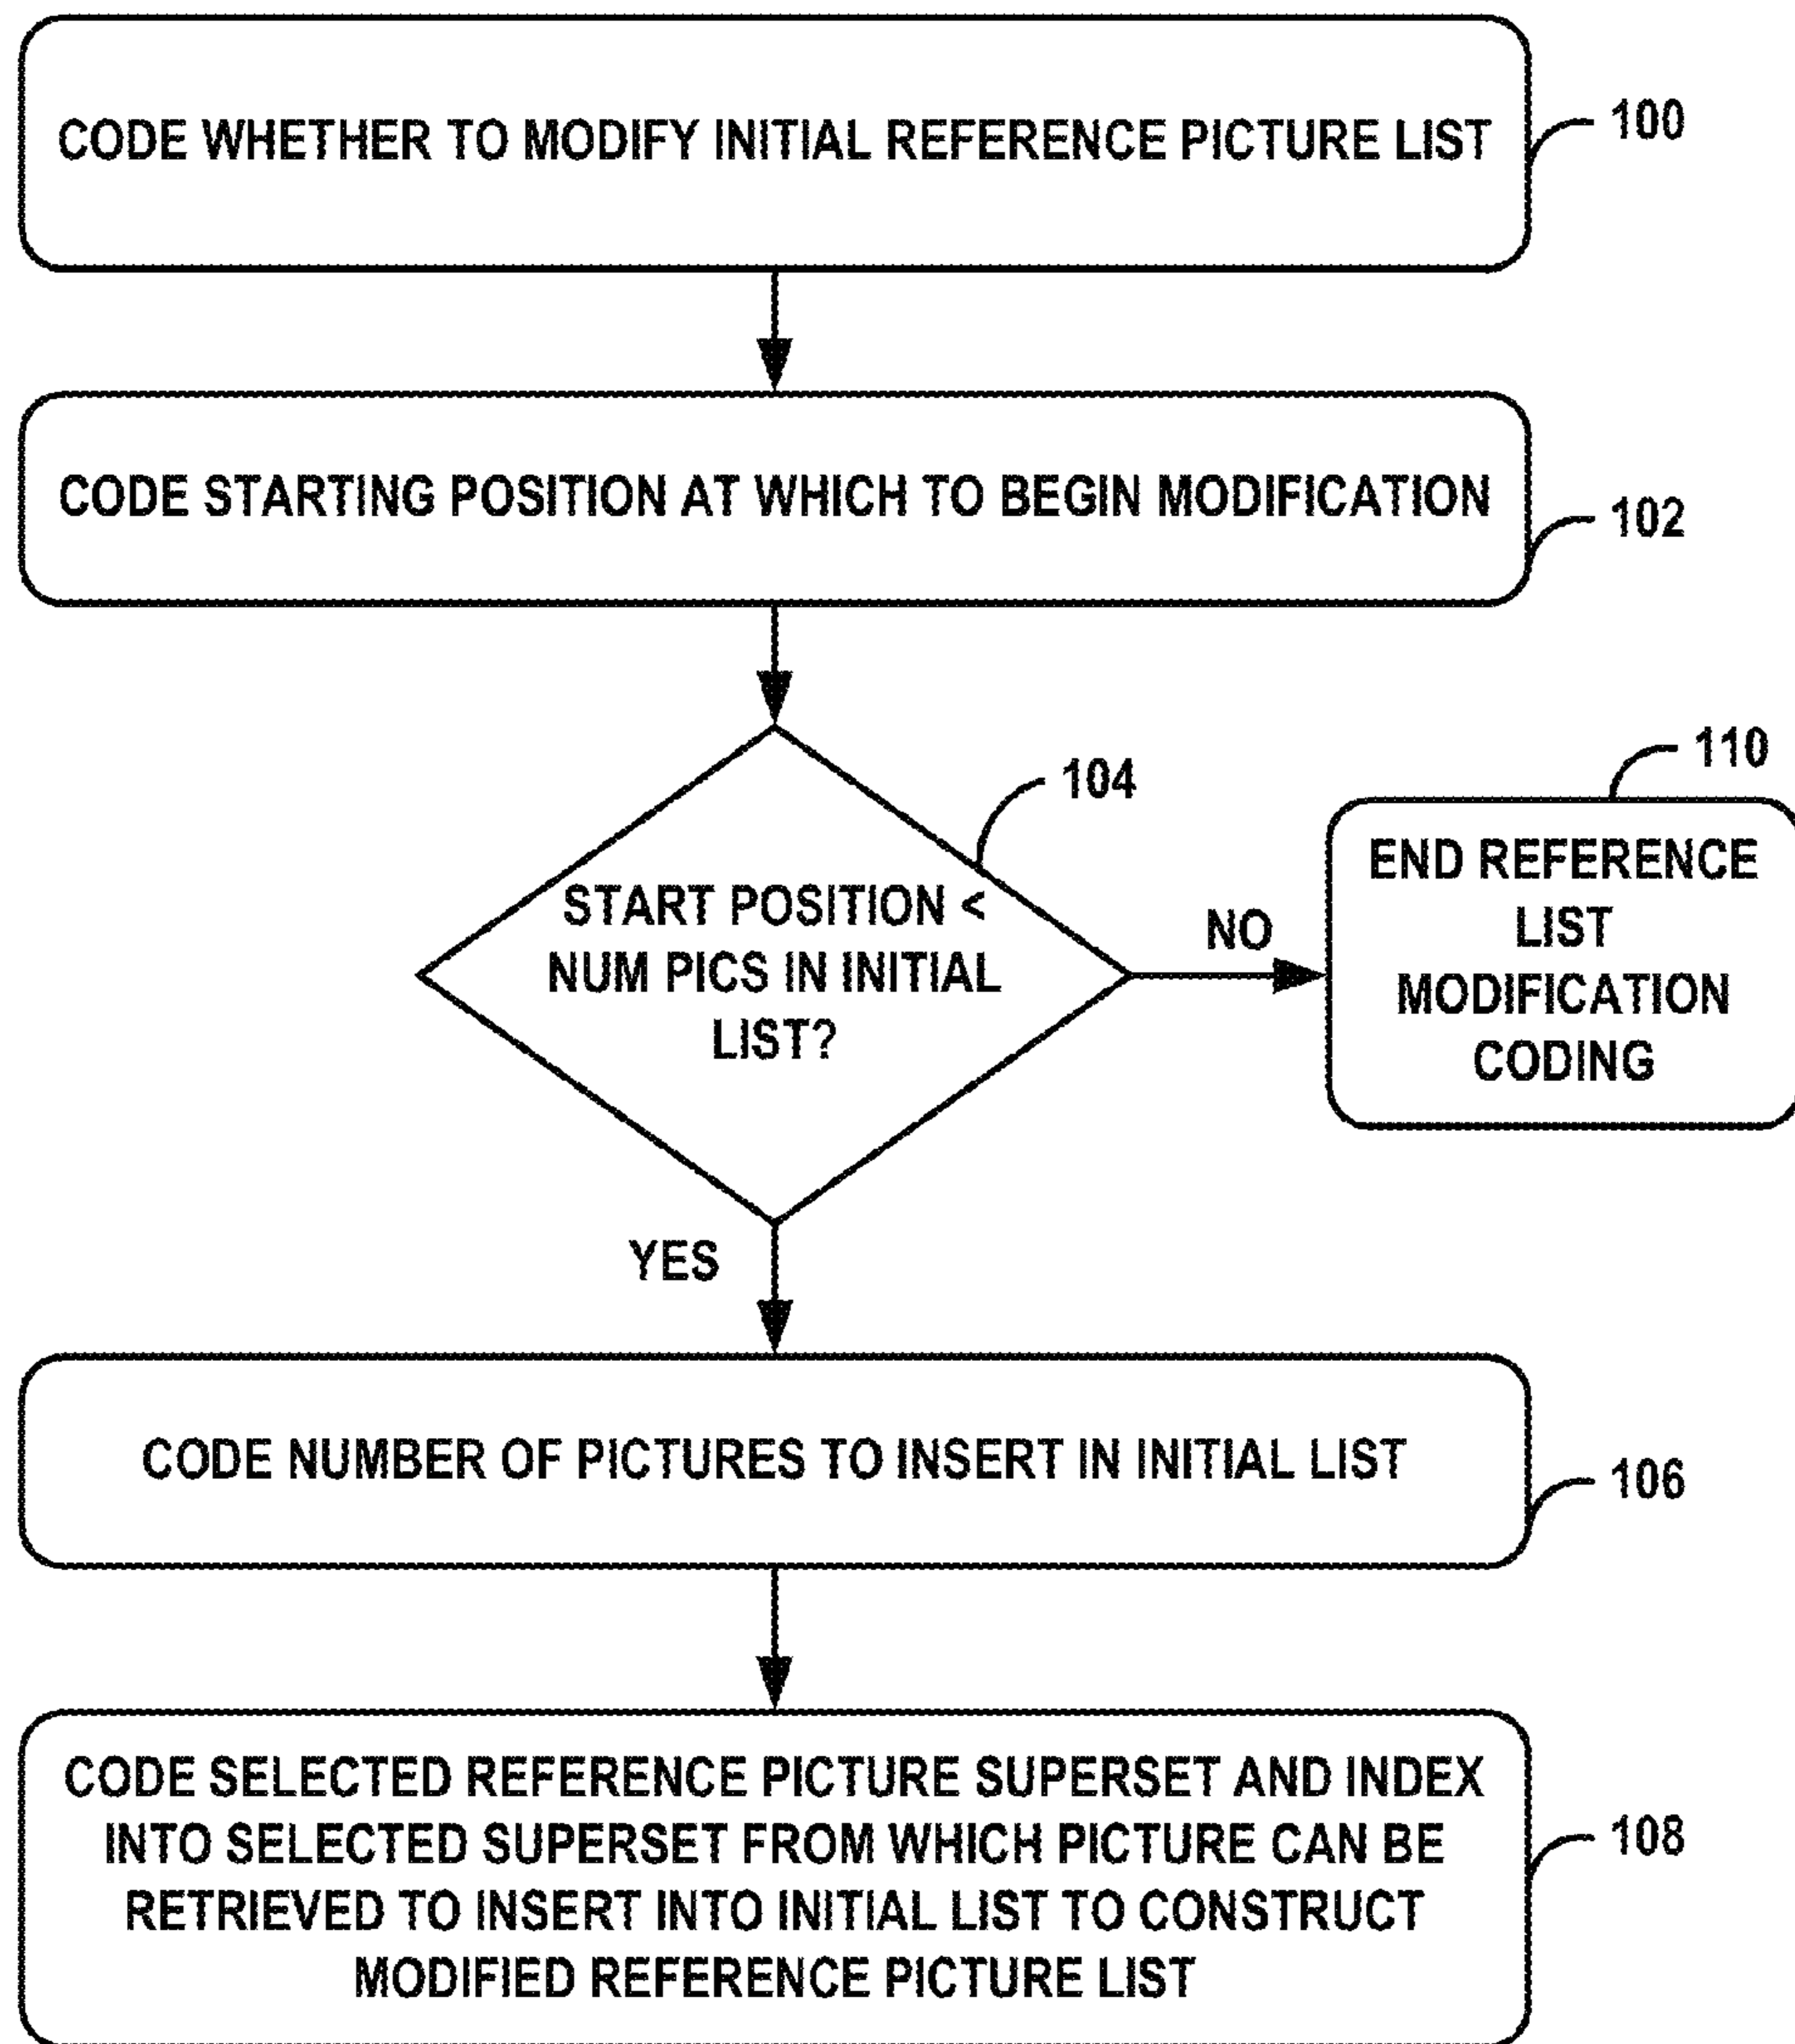 CODE WHETHER TO MODIFY INITIAL REFERENCE PICTURE LIST
100
CODE STARTING POSITION AT WHICH TO BEGIN MODIFICATION
102
104
START POSITION <
NUM PICS IN INITIAL
LIST?
NO
110
END REFERENCE
LIST
MODIFICATION
CODING
YES
CODE NUMBER OF PICTURES TO INSERT IN INITIAL LIST
106
CODE SELECTED REFERENCE PICTURE SUPERSET AND INDEX
INTO SELECTED SUPERSET FROM WHICH PICTURE CAN BE
RETRIEVED TO INSERT INTO INITIAL LIST TO CONSTRUCT
MODIFIED REFERENCE PICTURE LIST
108